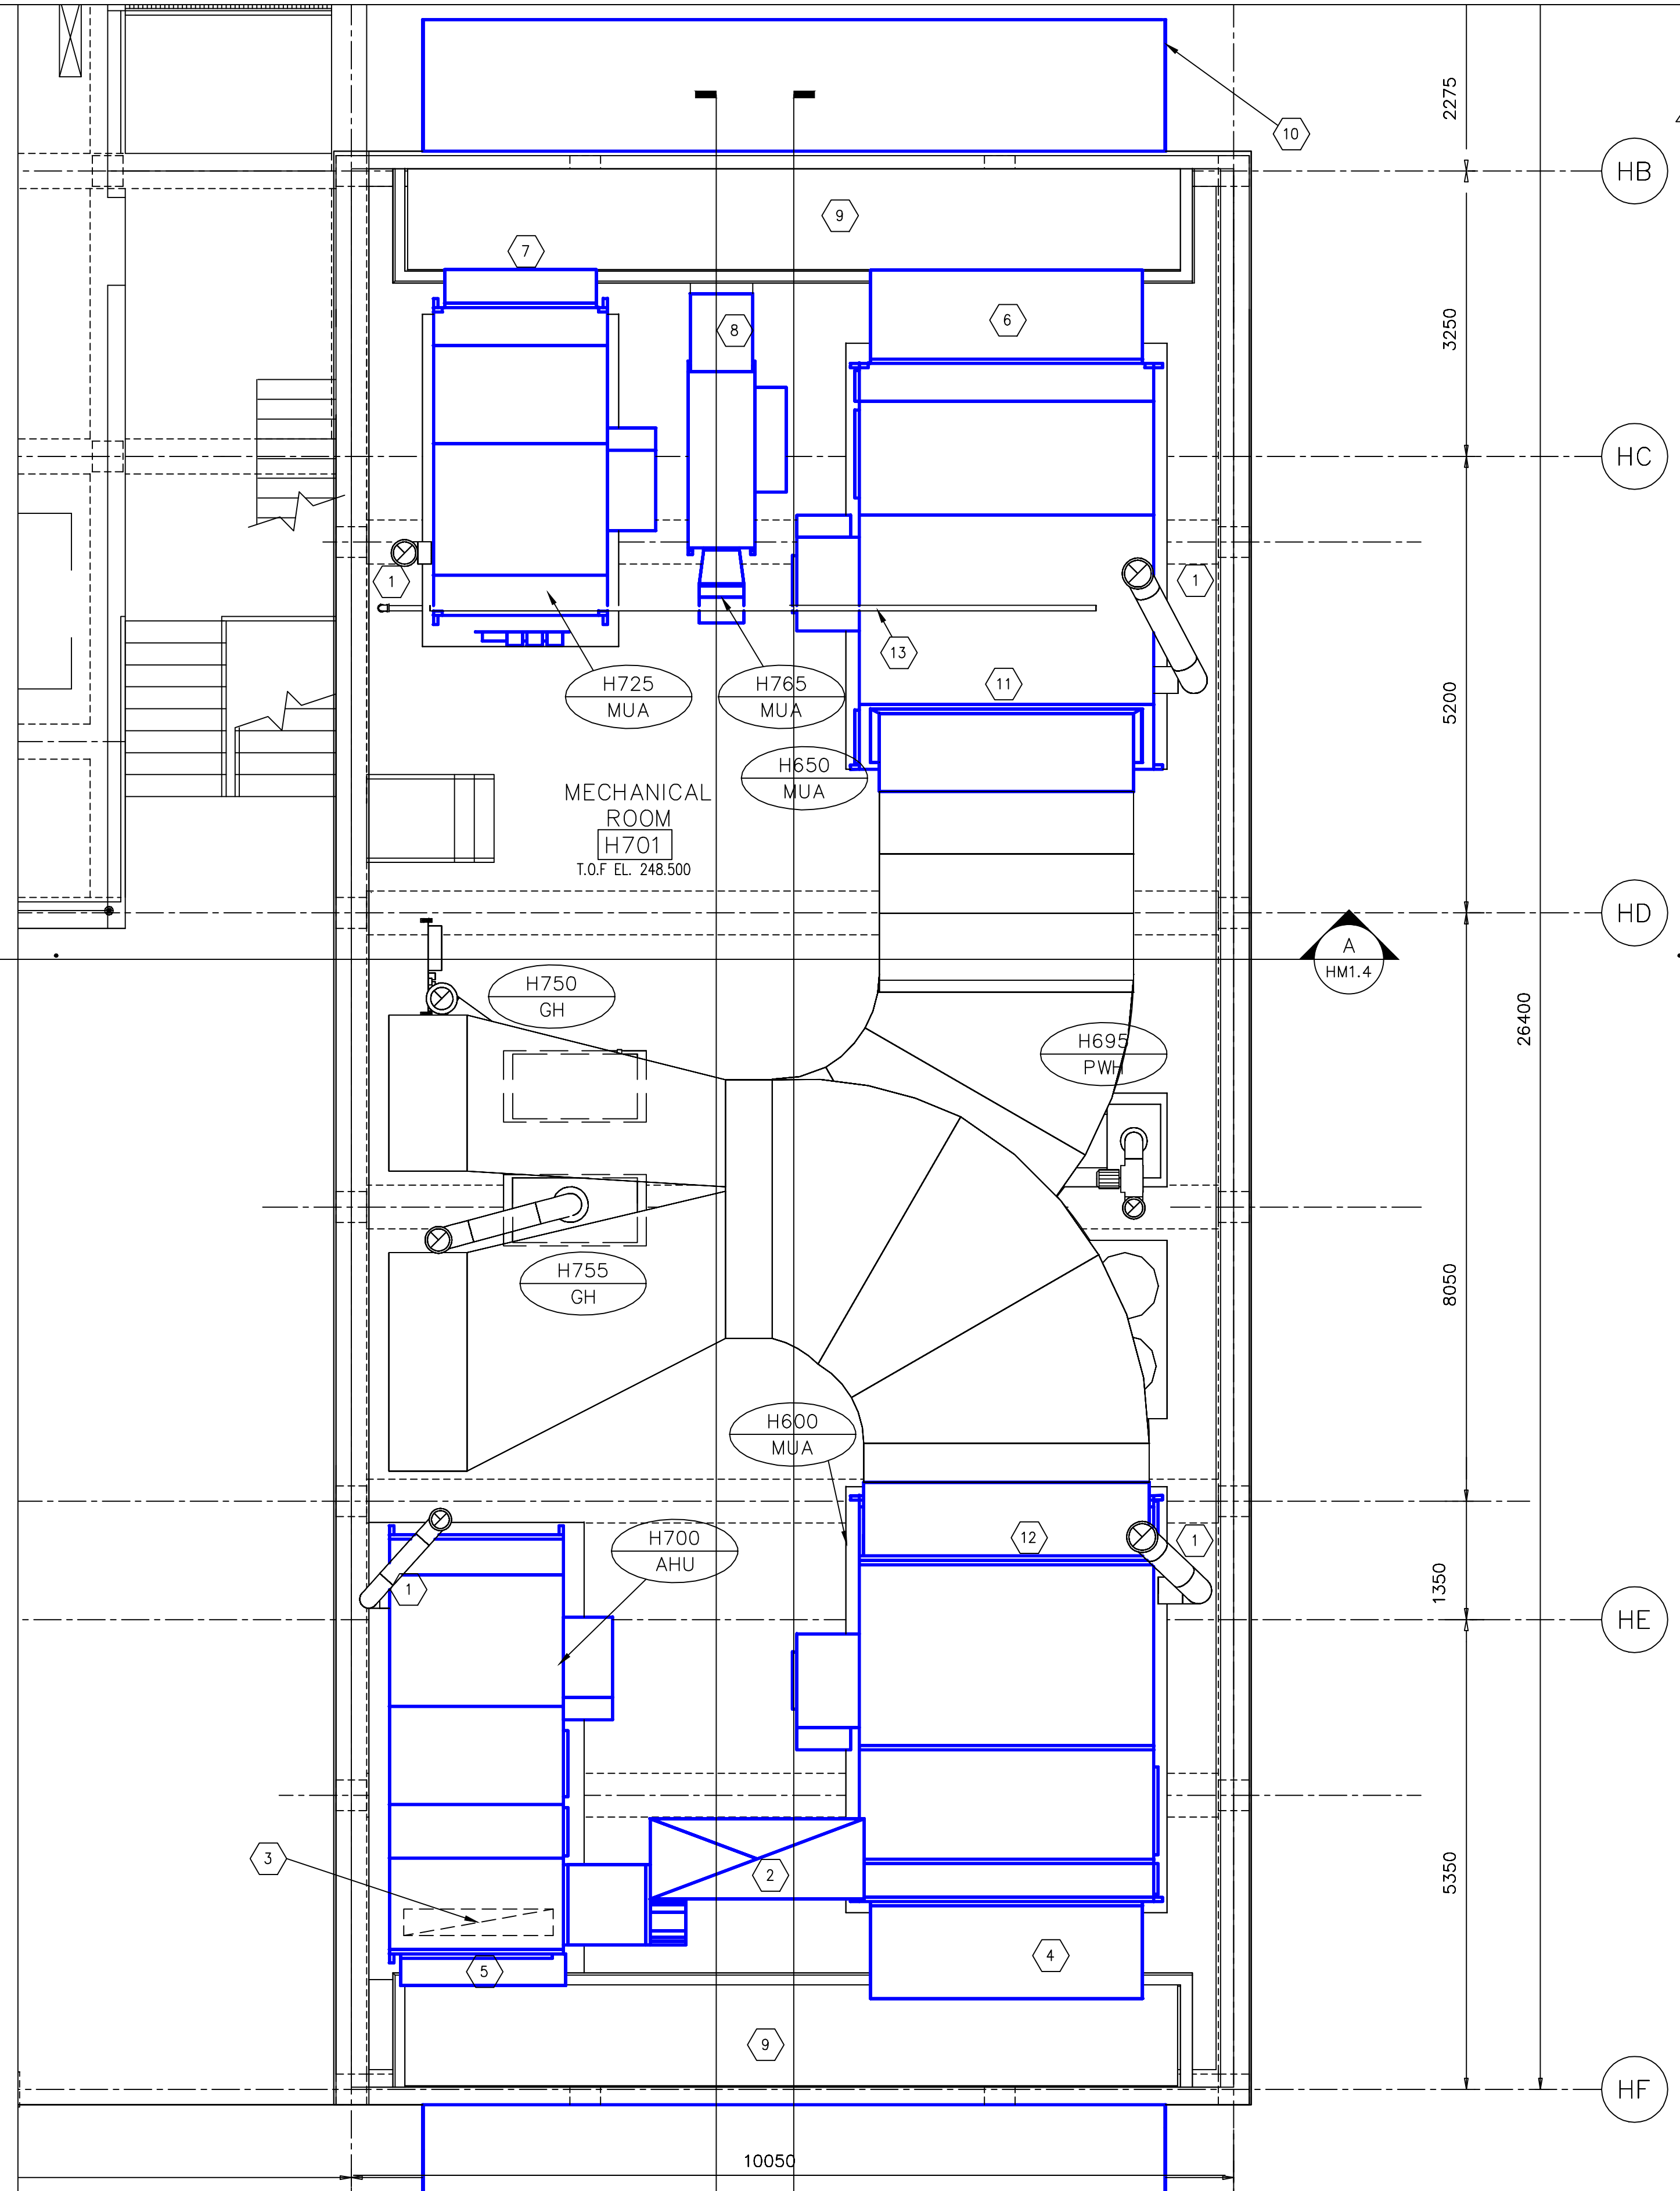 2275
10
HB
9
7
8
6
3250
HC
1
1
13
11
H725
MUA
H765
MUA
5200
H650
MUA
MECHANICAL
ROOM
H701
T.O.F EL. 248.500
HD
A
HM1.4
H750
GH
26400
H695
PWH
H755
GH
8050
H600
MUA
H700
AHU
12
1
1
1350
HE
3
2
5350
4
5
9
HF
10050